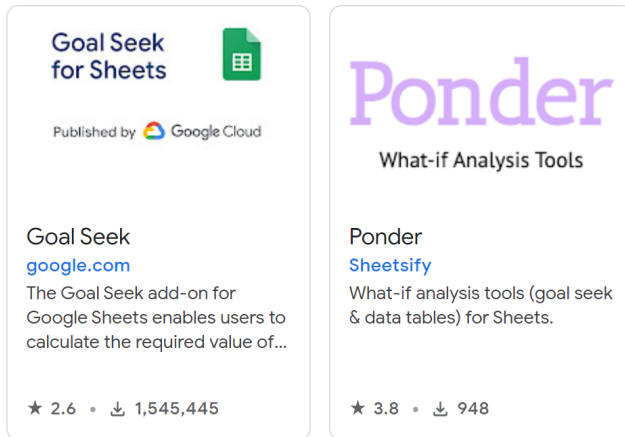 Goal Seek
for Sheets
Published by Google Cloud
Goal Seek
google.com
The Goal Seek add-on for
Google Sheets enables users to
calculate the required value of...
★ 2.6 • 1,545,445
Ponder
What-if Analysis Tools
Ponder
Sheetsify
What-if analysis tools (goal seek
& data tables) for Sheets.
★ 3.8 • 948